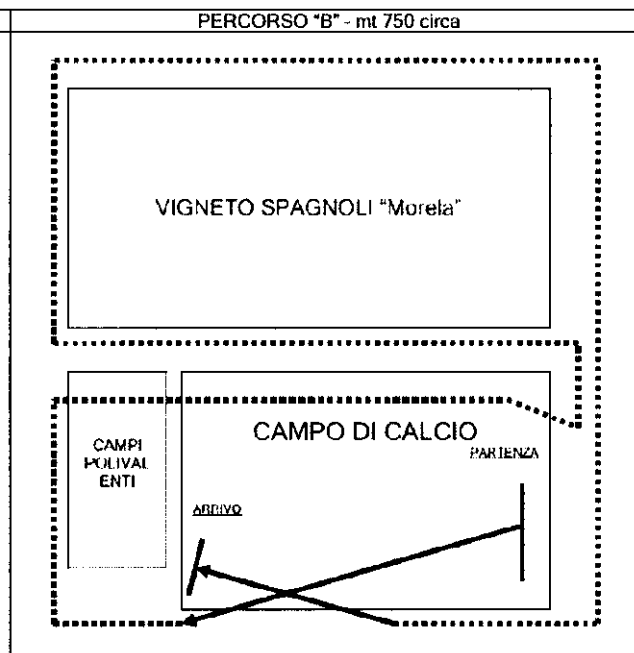 PERCORSO "B" - mt 750 circa
VIGNETO SPAGNOLI "Morela"
CAMPO DI CALCIO
PARTENZA
CAMPI
POLIVAL
ENTI
ARRIVO